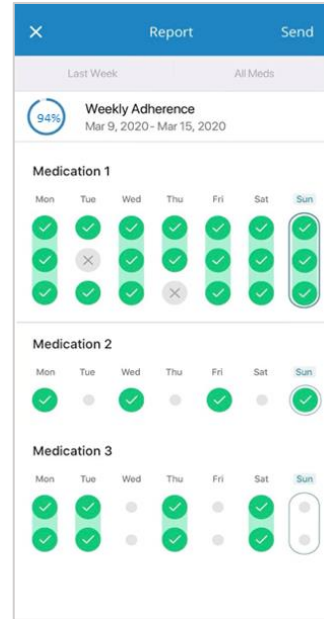 Report Send
Last Week All Meds
94%
Weekly Adherence
Mar 9, 2020- Mar 15, 2020
Medication 1
Mon Tue Wed Thu Fri Sat Sun
Medication 2
Mon Tue Wed Thu Fri Sat Sun
Medication 3
Mon Tue Wed Thu Fri Sat Sun